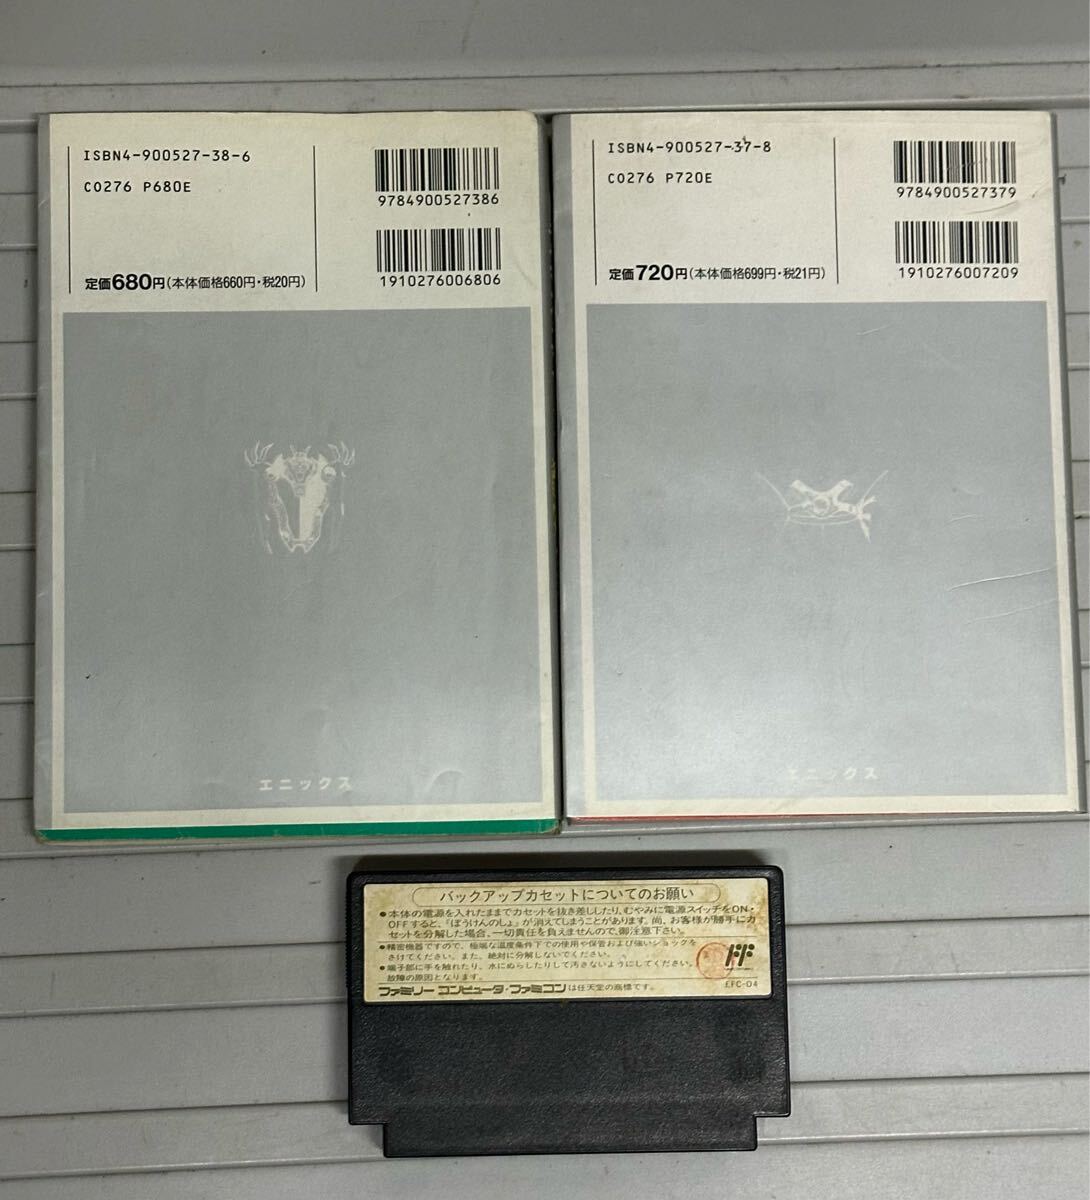 ISBN4-900527-38-6
C0276 P680E
9784900527386
定価680円(本体価格660円・税20円)
1910276006806
エニックス
ISBN4-900527-37-8
C0276 P720E
9784900527379
定価720円(本体価格699円・税21円)
1910276007209
エニックス
バックアップカセットについてのお願い
●本体の電源を入れたままでカセットを抜き差ししたり、むやみに電源スイッチをON・
OFFすると、『ぼうけんのしょ』が消えてしまうことがあります。尚、お客様が勝手にカ
セットを分解した場合、一切責任を負えませんので、御注意下さい。
●精密機器ですので、極端な温度条件下での使用や保管および強いショックを
さけてください。また、絶対に分解しないでください。
●端子部に手を触れたり、水にぬらしたりして汚さないようにしてください。
故障の原因となります。
ファミリーコンピュータ・ファミコンは任天堂の商標です。
FF
EFC-D4